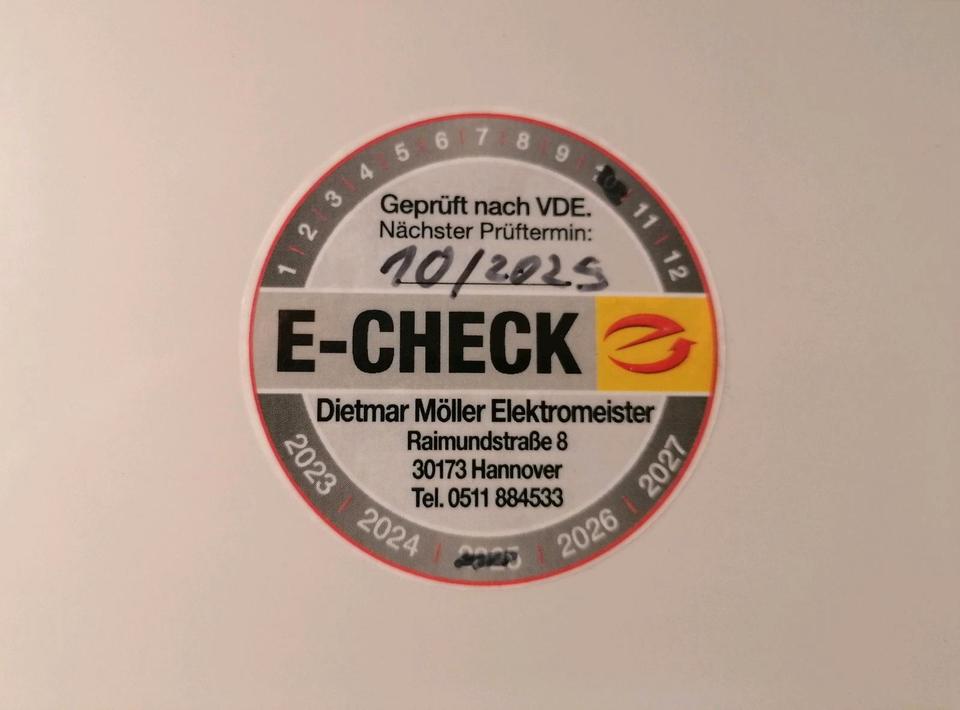 1 2 3 4 5 6 7 8 9 11 12
Geprüft nach VDE.
Nächster Prüftermin:
10/2025
E-CHECK
Dietmar Möller Elektromeister
Raimundstraße 8
30173 Hannover
Tel. 0511 884533
2023 2024 2025 2026 2027